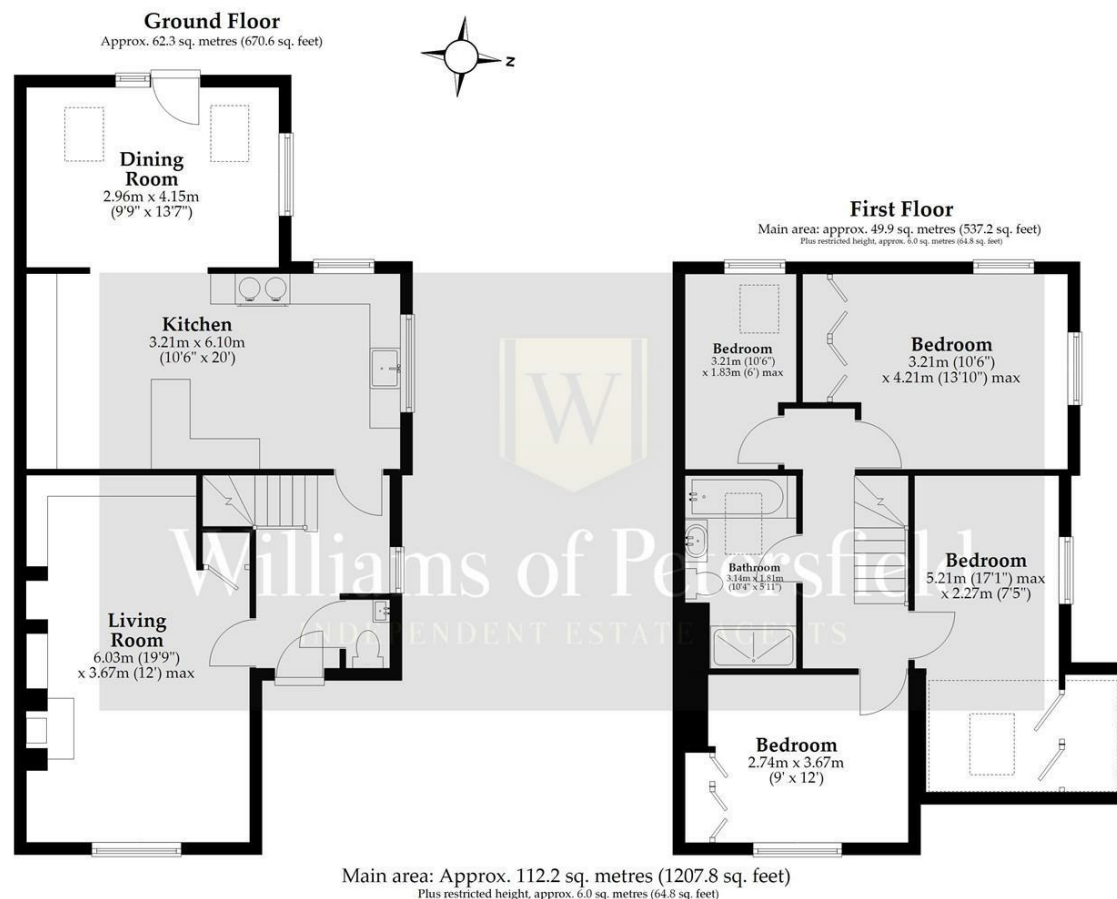 Ground Floor
Approx. 62.3 sq. metres (670.6 sq. feet)
N
Dining
Room
2.96m x 4.15m
(9'9" x 13'7")
Kitchen
3.21m x 6.10m
(10'6" x 20')
Living
Room
6.03m (19'9")
x 3.67m (12') max
First Floor
Main area: approx. 49.9 sq. metres (537.2 sq. feet)
Plus restricted height, approx. 6.0 sq. metres (64.8 sq. feet)
Bedroom
3.21m (10'6")
x 1.83m (6') max
Bedroom
3.21m (10'6")
x 4.21m (13'10") max
Bathroom
3.14m x 1.81m
(10'4" x 5'11")
Bedroom
5.21m (17'1") max
x 2.27m (7'5")
Bedroom
2.74m x 3.67m
(9' x 12')
W
Williams of Petersfield
INDEPENDENT ESTATE AGENTS
Main area: Approx. 112.2 sq. metres (1207.8 sq. feet)
Plus restricted height, approx. 6.0 sq. metres (64.8 sq. feet)